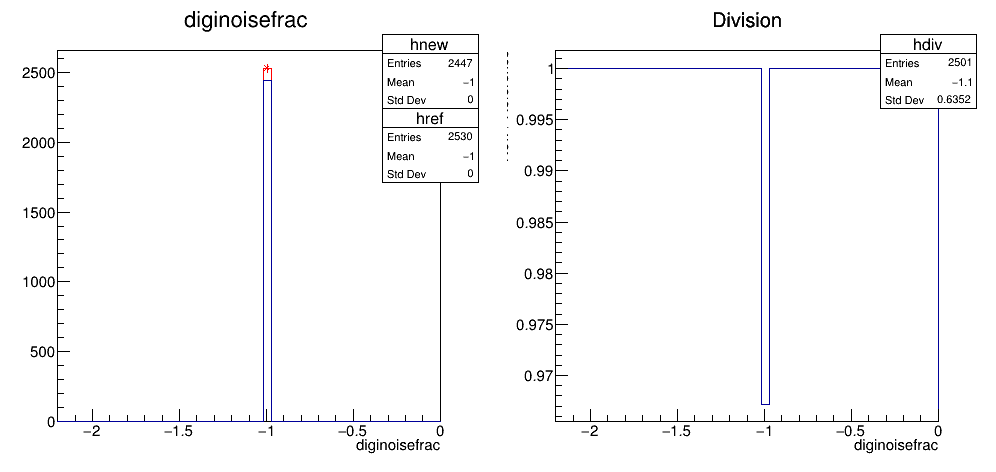 diginoisefrac
hnew
Entries 2447
Mean −1
Std Dev 0
href
Entries 2530
Mean −1
Std Dev 0
2500
2000
1500
1000
500
0
−2 −1.5 −1 −0.5 0
diginoisefrac
Division
hdiv
Entries 2501
Mean −1.1
Std Dev 0.6352
1
0.995
0.99
0.985
0.98
0.975
0.97
−2 −1.5 −1 −0.5 0
diginoisefrac